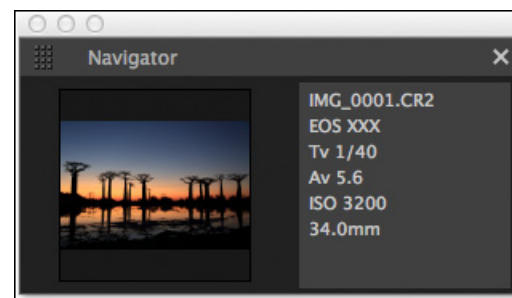 Navigator
IMG_0001.CR2
EOS XXX
Tv 1/40
Av 5.6
ISO 3200
34.0mm